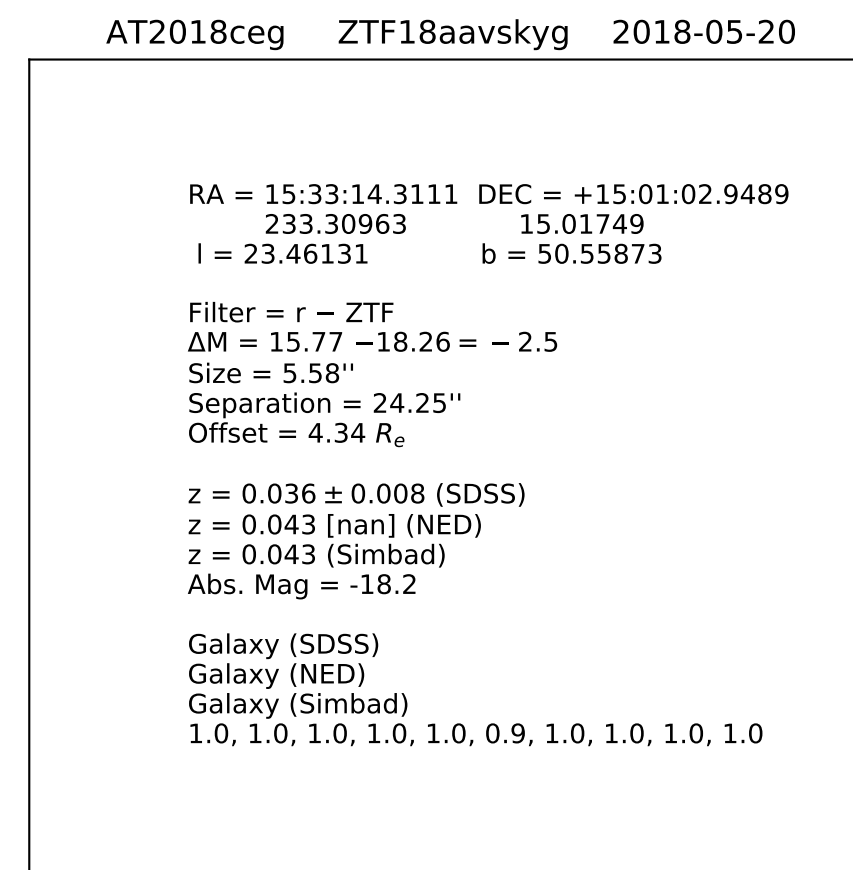 AT2018ceg ZTF18aavskyg 2018-05-20
RA = 15:33:14.3111 DEC = +15:01:02.9489
233.30963 15.01749
l = 23.46131 b = 50.55873
Filter = r − ZTF
ΔM = 15.77 −18.26 = − 2.5
Size = 5.58''
Separation = 24.25''
Offset = 4.34 Re
z = 0.036 ± 0.008 (SDSS)
z = 0.043 [nan] (NED)
z = 0.043 (Simbad)
Abs. Mag = -18.2
Galaxy (SDSS)
Galaxy (NED)
Galaxy (Simbad)
1.0, 1.0, 1.0, 1.0, 1.0, 0.9, 1.0, 1.0, 1.0, 1.0